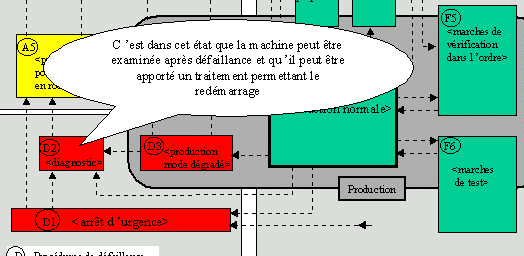 F5
<marches de
vérification
dans l'ordre>
A5
C 'est dans cet état que la machine peut être
examinée après défaillance et qu 'il peut être
apporté un traitement permettant le
redémarrage
normale>
D2
<diagnostic>
D3
<production
mode dégradé>
F6
<marches
de test>
Production
D1
< arrêt d 'urgence>
D